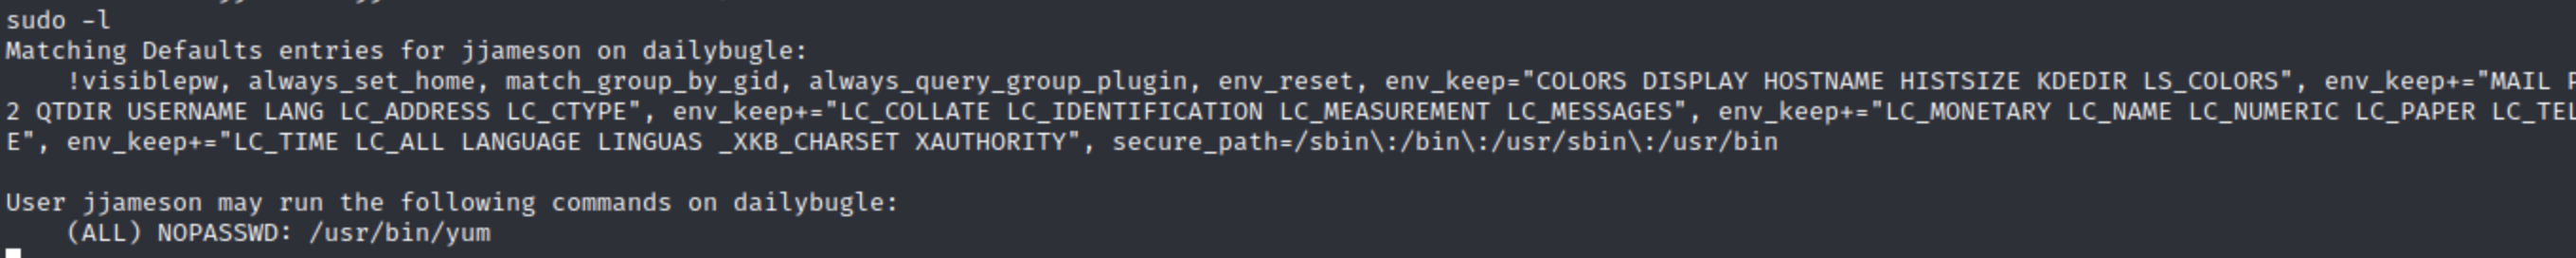 sudo -l
Matching Defaults entries for jjameson on dailybugle:
    !visiblepw, always_set_home, match_group_by_gid, always_query_group_plugin, env_reset, env_keep="COLORS DISPLAY HOSTNAME HISTSIZE KDEDIR LS_COLORS", env_keep+="MAIL
2 QTDIR USERNAME LANG LC_ADDRESS LC_CTYPE", env_keep+="LC_COLLATE LC_IDENTIFICATION LC_MEASUREMENT LC_MESSAGES", env_keep+="LC_MONETARY LC_NAME LC_NUMERIC LC_PAPER LC_TEL
E", env_keep+="LC_TIME LC_ALL LANGUAGE LINGUAS _XKB_CHARSET XAUTHORITY", secure_path=/sbin\:/bin\:/usr/sbin\:/usr/bin
User jjameson may run the following commands on dailybugle:
    (ALL) NOPASSWD: /usr/bin/yum